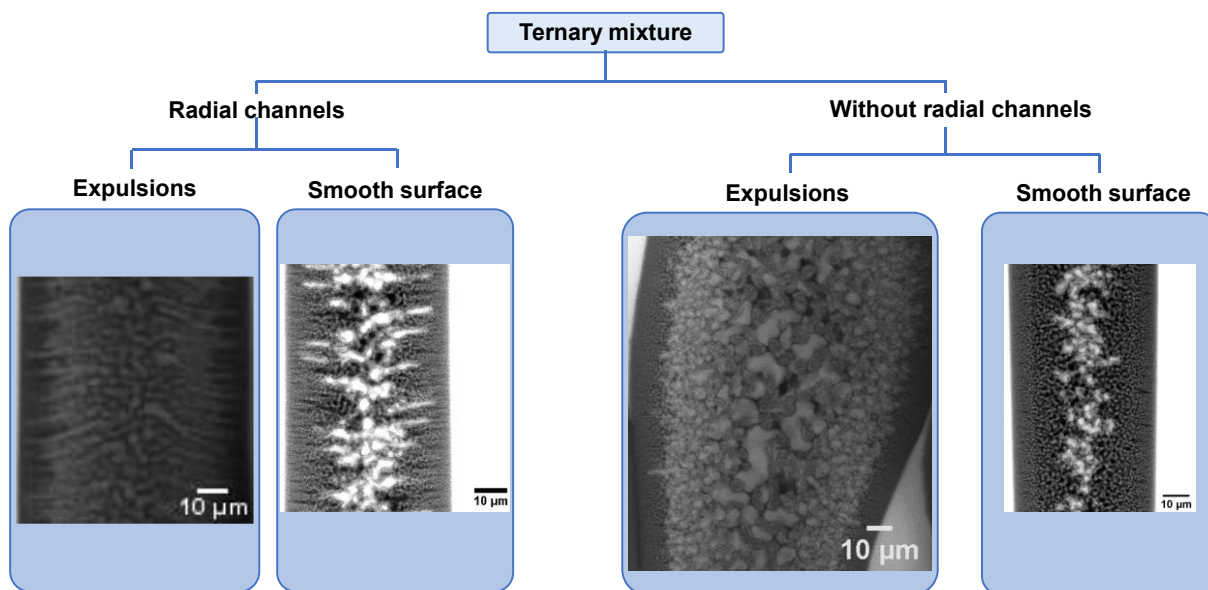 Ternary mixture
Radial channels
Without radial channels
Expulsions
Smooth surface
Expulsions
Smooth surface
10 µm
10 µm
10 µm
10 µm